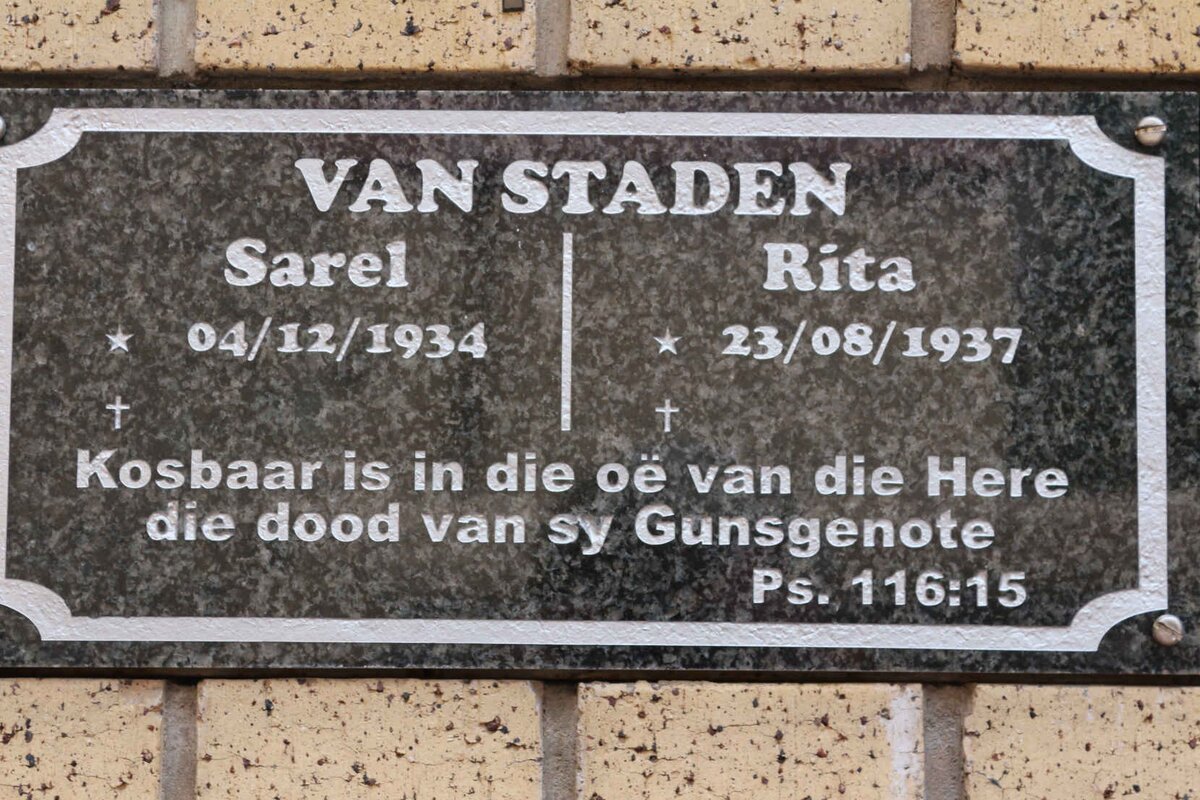 VAN STADEN
Sarel
Rita
★ 04/12/1934
★ 23/08/1937
†
†
Kosbaar is in die oë van die Here
die dood van sy Gunsgenote
Ps. 116:15